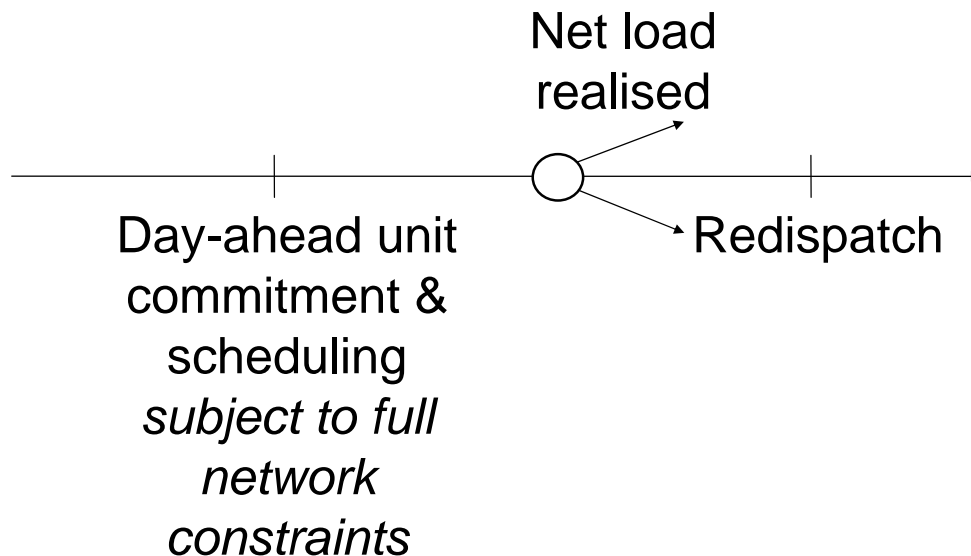 Net load
realised
Day-ahead unit
commitment &
scheduling
subject to full
network
constraints
Redispatch